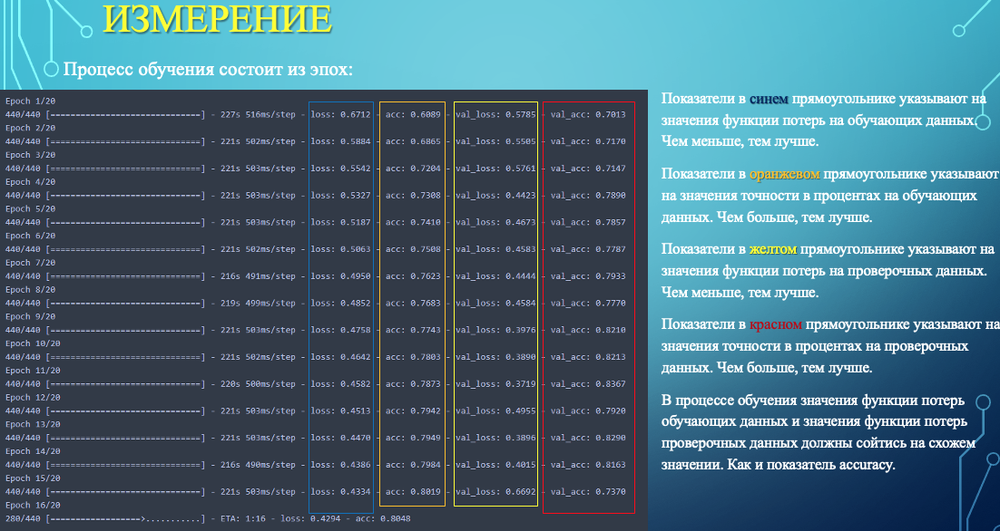 ИЗМЕРЕНИЕ
Процесс обучения состоит из эпох:
Epoch 1/20
440/440 [==============================] - 227s 516ms/step - loss: 0.6712 - acc: 0.6089 - val_loss: 0.5785 - val_acc: 0.7013
Epoch 2/20
440/440 [==============================] - 221s 502ms/step - loss: 0.5884 - acc: 0.6865 - val_loss: 0.5505 - val_acc: 0.7170
Epoch 3/20
440/440 [==============================] - 221s 503ms/step - loss: 0.5542 - acc: 0.7204 - val_loss: 0.5761 - val_acc: 0.7147
Epoch 4/20
440/440 [==============================] - 221s 503ms/step - loss: 0.5327 - acc: 0.7308 - val_loss: 0.4423 - val_acc: 0.7890
Epoch 5/20
440/440 [==============================] - 221s 503ms/step - loss: 0.5187 - acc: 0.7410 - val_loss: 0.4673 - val_acc: 0.7857
Epoch 6/20
440/440 [==============================] - 221s 502ms/step - loss: 0.5063 - acc: 0.7508 - val_loss: 0.4583 - val_acc: 0.7787
Epoch 7/20
440/440 [==============================] - 216s 491ms/step - loss: 0.4950 - acc: 0.7623 - val_loss: 0.4444 - val_acc: 0.7933
Epoch 8/20
440/440 [==============================] - 219s 499ms/step - loss: 0.4852 - acc: 0.7683 - val_loss: 0.4584 - val_acc: 0.7770
Epoch 9/20
440/440 [==============================] - 221s 503ms/step - loss: 0.4758 - acc: 0.7743 - val_loss: 0.3976 - val_acc: 0.8210
Epoch 10/20
440/440 [==============================] - 221s 502ms/step - loss: 0.4642 - acc: 0.7803 - val_loss: 0.3890 - val_acc: 0.8213
Epoch 11/20
440/440 [==============================] - 220s 500ms/step - loss: 0.4582 - acc: 0.7873 - val_loss: 0.3719 - val_acc: 0.8367
Epoch 12/20
440/440 [==============================] - 221s 503ms/step - loss: 0.4513 - acc: 0.7942 - val_loss: 0.4955 - val_acc: 0.7920
Epoch 13/20
440/440 [==============================] - 221s 503ms/step - loss: 0.4470 - acc: 0.7949 - val_loss: 0.3896 - val_acc: 0.8290
Epoch 14/20
440/440 [==============================] - 216s 490ms/step - loss: 0.4386 - acc: 0.7984 - val_loss: 0.4015 - val_acc: 0.8163
Epoch 15/20
440/440 [==============================] - 221s 503ms/step - loss: 0.4334 - acc: 0.8019 - val_loss: 0.6692 - val_acc: 0.7370
Epoch 16/20
280/440 [==================>...........] - ETA: 1:16 - loss: 0.4294 - acc: 0.8048
Показатели в синем прямоугольнике указывают на
значения функции потерь на обучающих данных.
Чем меньше, тем лучше.
Показатели в оранжевом прямоугольнике указывают
на значения точности в процентах на обучающих
данных. Чем больше, тем лучше.
Показатели в желтом прямоугольнике указывают на
значения функции потерь на проверочных данных.
Чем меньше, тем лучше.
Показатели в красном прямоугольнике указывают на
значения точности в процентах на проверочных
данных. Чем больше, тем лучше.
В процессе обучения значения функции потерь
обучающих данных и значения функции потерь
проверочных данных должны сойтись на схожем
значении. Как и показатель accuracy.